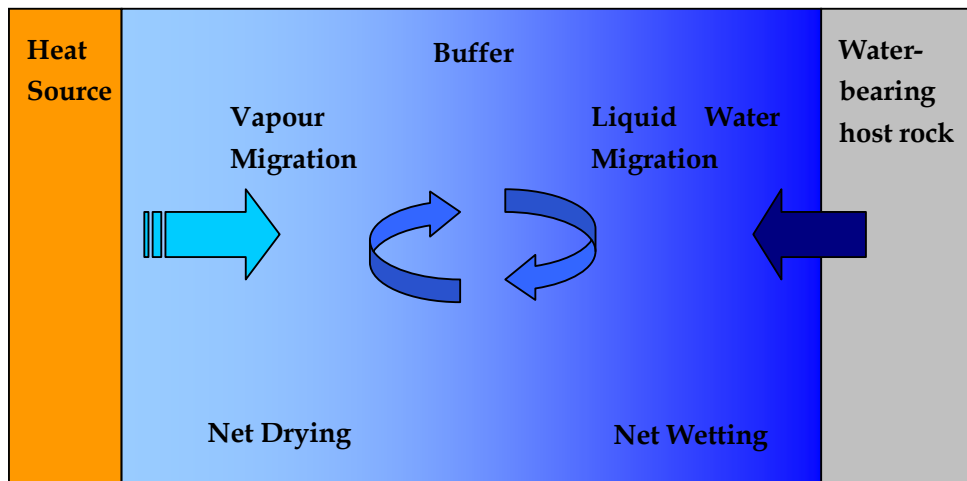 Heat
Source
Buffer
Water-
bearing
host rock
Vapour
Migration
Liquid Water
Migration
Net Drying
Net Wetting